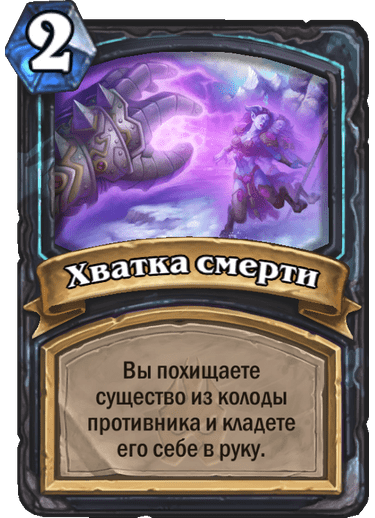 2
Хватка смерти
Вы похищаете
существо из колоды
противника и кладете
его себе в руку.